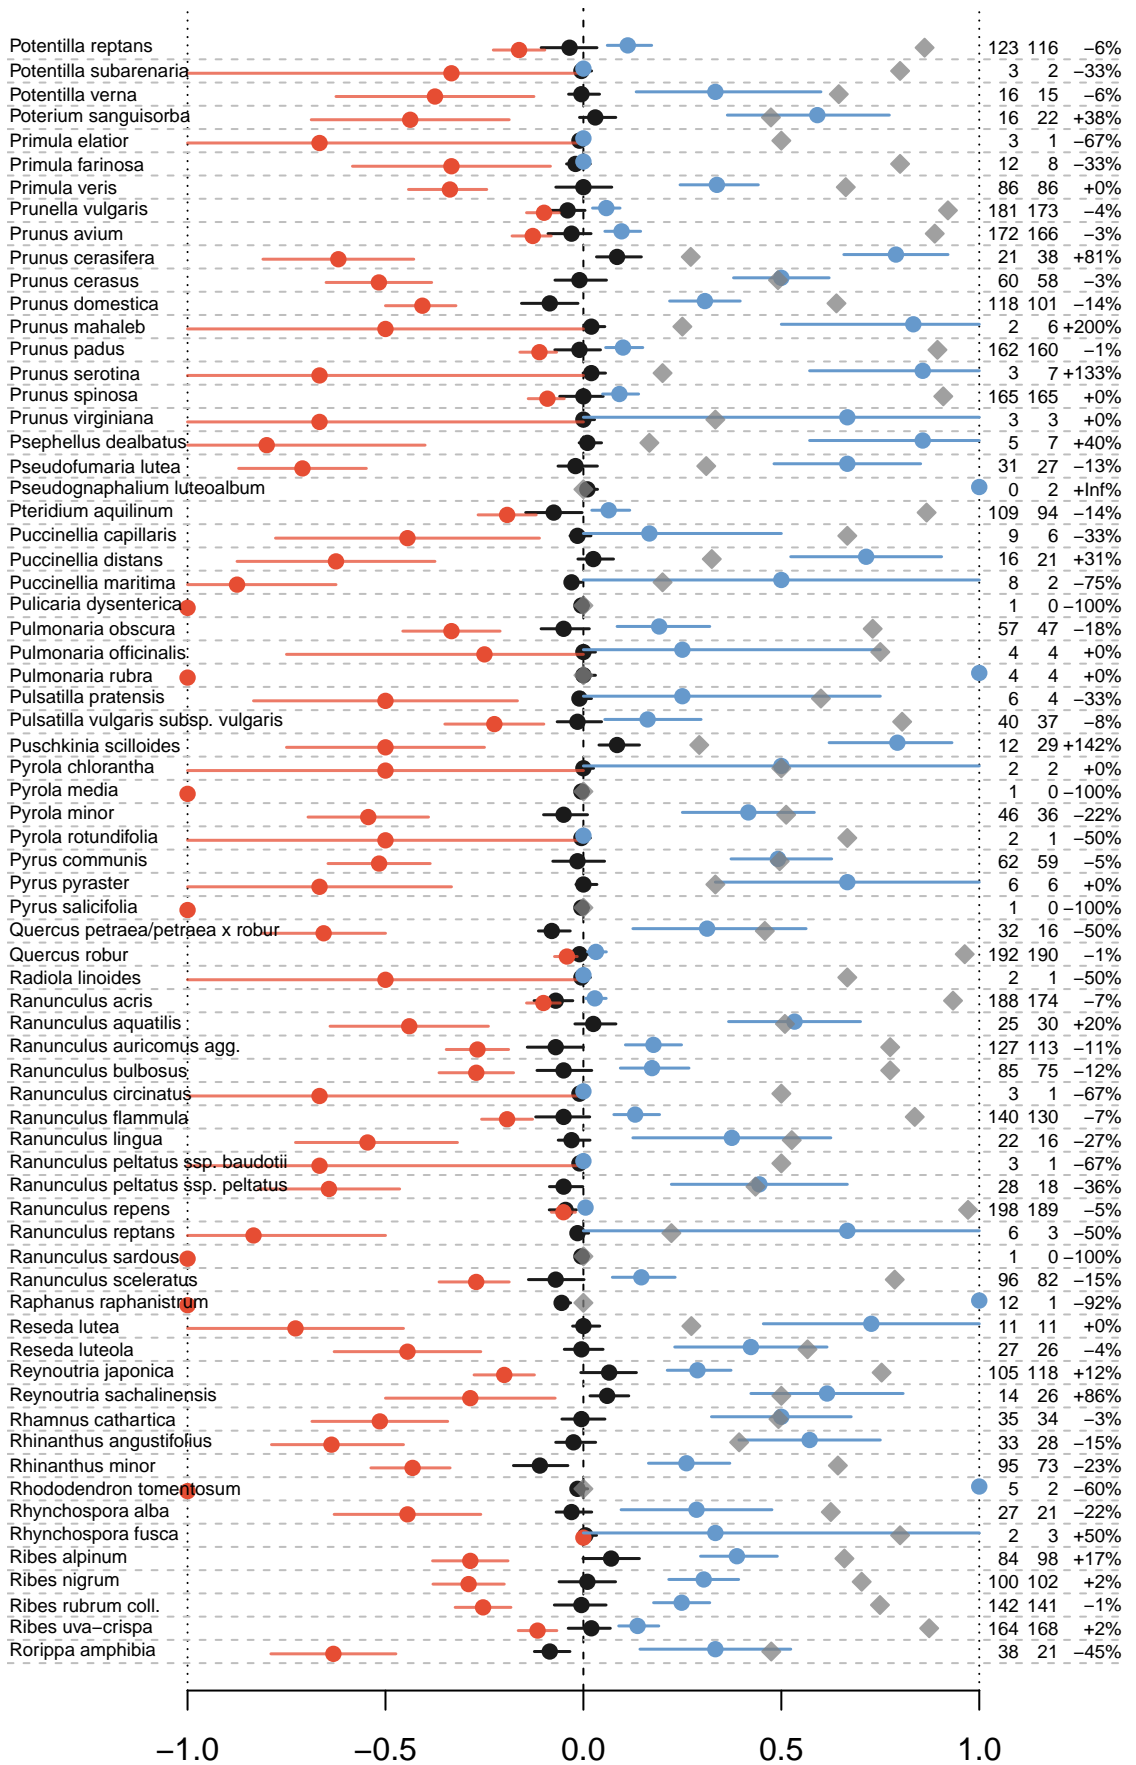 Potentilla reptans 123 116 −6%
Potentilla subarenaria 3 2 −33%
Potentilla verna 16 15 −6%
Poterium sanguisorba 16 22 +38%
Primula elatior 3 1 −67%
Primula farinosa 12 8 −33%
Primula veris 86 86 +0%
Prunella vulgaris 181 173 −4%
Prunus avium 172 166 −3%
Prunus cerasifera 21 38 +81%
Prunus cerasus 60 58 −3%
Prunus domestica 118 101 −14%
Prunus mahaleb 2 6 +200%
Prunus padus 162 160 −1%
Prunus serotina 3 7 +133%
Prunus spinosa 165 165 +0%
Prunus virginiana 3 3 +0%
Psephellus dealbatus 5 7 +40%
Pseudofumaria lutea 31 27 −13%
Pseudognaphalium luteoalbum 0 2 +Inf%
Pteridium aquilinum 109 94 −14%
Puccinellia capillaris 9 6 −33%
Puccinellia distans 16 21 +31%
Puccinellia maritima 8 2 −75%
Pulicaria dysenterica 1 0 −100%
Pulmonaria obscura 57 47 −18%
Pulmonaria officinalis 4 4 +0%
Pulmonaria rubra 4 4 +0%
Pulsatilla pratensis 6 4 −33%
Pulsatilla vulgaris subsp. vulgaris 40 37 −8%
Puschkinia scilloides 12 29 +142%
Pyrola chlorantha 2 2 +0%
Pyrola media 1 0 −100%
Pyrola minor 46 36 −22%
Pyrola rotundifolia 2 1 −50%
Pyrus communis 62 59 −5%
Pyrus pyraster 6 6 +0%
Pyrus salicifolia 1 0 −100%
Quercus petraea/petraea x robur 32 16 −50%
Quercus robur 192 190 −1%
Radiola linoides 2 1 −50%
Ranunculus acris 188 174 −7%
Ranunculus aquatilis 25 30 +20%
Ranunculus auricomus agg. 127 113 −11%
Ranunculus bulbosus 85 75 −12%
Ranunculus circinatus 3 1 −67%
Ranunculus flammula 140 130 −7%
Ranunculus lingua 22 16 −27%
Ranunculus peltatus ssp. baudotii 3 1 −67%
Ranunculus peltatus ssp. peltatus 28 18 −36%
Ranunculus repens 198 189 −5%
Ranunculus reptans 6 3 −50%
Ranunculus sardous 1 0 −100%
Ranunculus sceleratus 96 82 −15%
Raphanus raphanistrum 12 1 −92%
Reseda lutea 11 11 +0%
Reseda luteola 27 26 −4%
Reynoutria japonica 105 118 +12%
Reynoutria sachalinensis 14 26 +86%
Rhamnus cathartica 35 34 −3%
Rhinanthus angustifolius 33 28 −15%
Rhinanthus minor 95 73 −23%
Rhododendron tomentosum 5 2 −60%
Rhynchospora alba 27 21 −22%
Rhynchospora fusca 2 3 +50%
Ribes alpinum 84 98 +17%
Ribes nigrum 100 102 +2%
Ribes rubrum coll. 142 141 −1%
Ribes uva−crispa 164 168 +2%
Rorippa amphibia 38 21 −45%
−1.0 −0.5 0.0 0.5 1.0